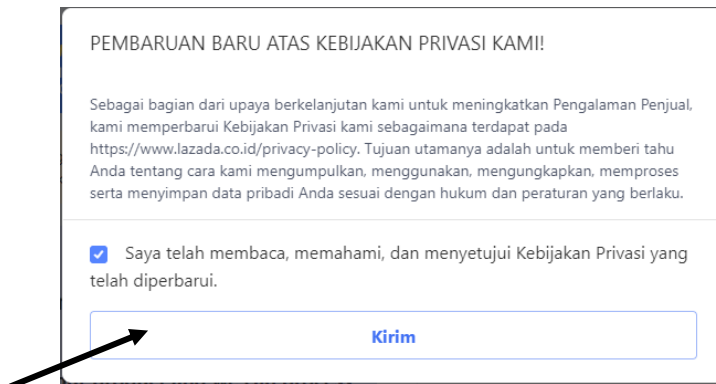 PEMBARUAN BARU ATAS KEBIJAKAN PRIVASI KAMI!
Sebagai bagian dari upaya berkelanjutan kami untuk meningkatkan Pengalaman Penjual,
kami memperbarui Kebijakan Privasi kami sebagaimana terdapat pada
https://www.lazada.co.id/privacy-policy. Tujuan utamanya adalah untuk memberi tahu
Anda tentang cara kami mengumpulkan, menggunakan, mengungkapkan, memproses
serta menyimpan data pribadi Anda sesuai dengan hukum dan peraturan yang berlaku.
Saya telah membaca, memahami, dan menyetujui Kebijakan Privasi yang
telah diperbarui.
Kirim